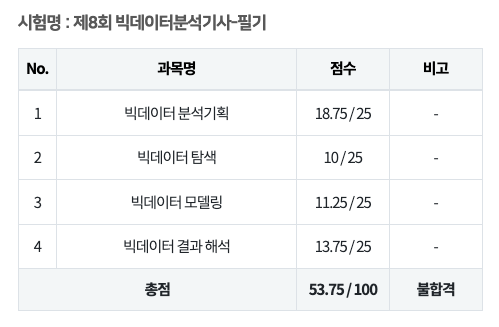 시험명 : 제8회 빅데이터분석기사-필기
No. 과목명 점수 비고
1 빅데이터 분석기획 18.75 / 25 -
2 빅데이터 탐색 10 / 25 -
3 빅데이터 모델링 11.25 / 25 -
4 빅데이터 결과 해석 13.75 / 25 -
총점 53.75 / 100 불합격